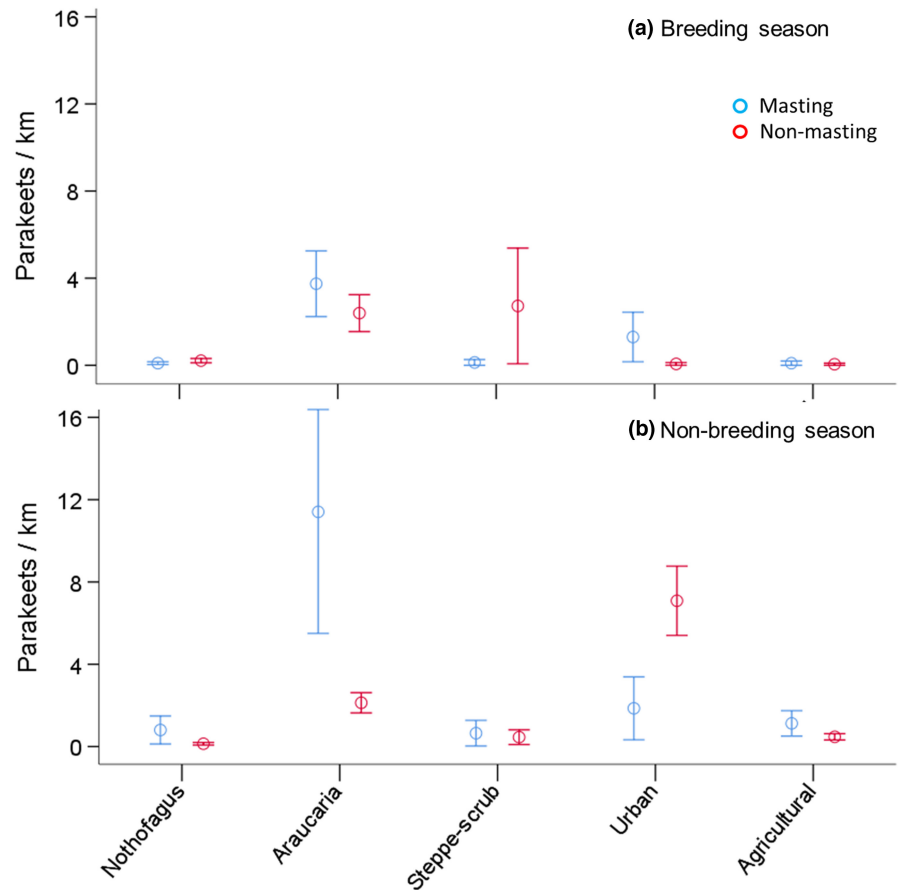 (a) Breeding season
Masting
Non-masting
Parakeets / km
16
12
8
4
0
(b) Non-breeding season
Parakeets / km
16
12
8
4
0
Nothofagus
Araucaria
Steppe-scrub
Urban
Agricultural